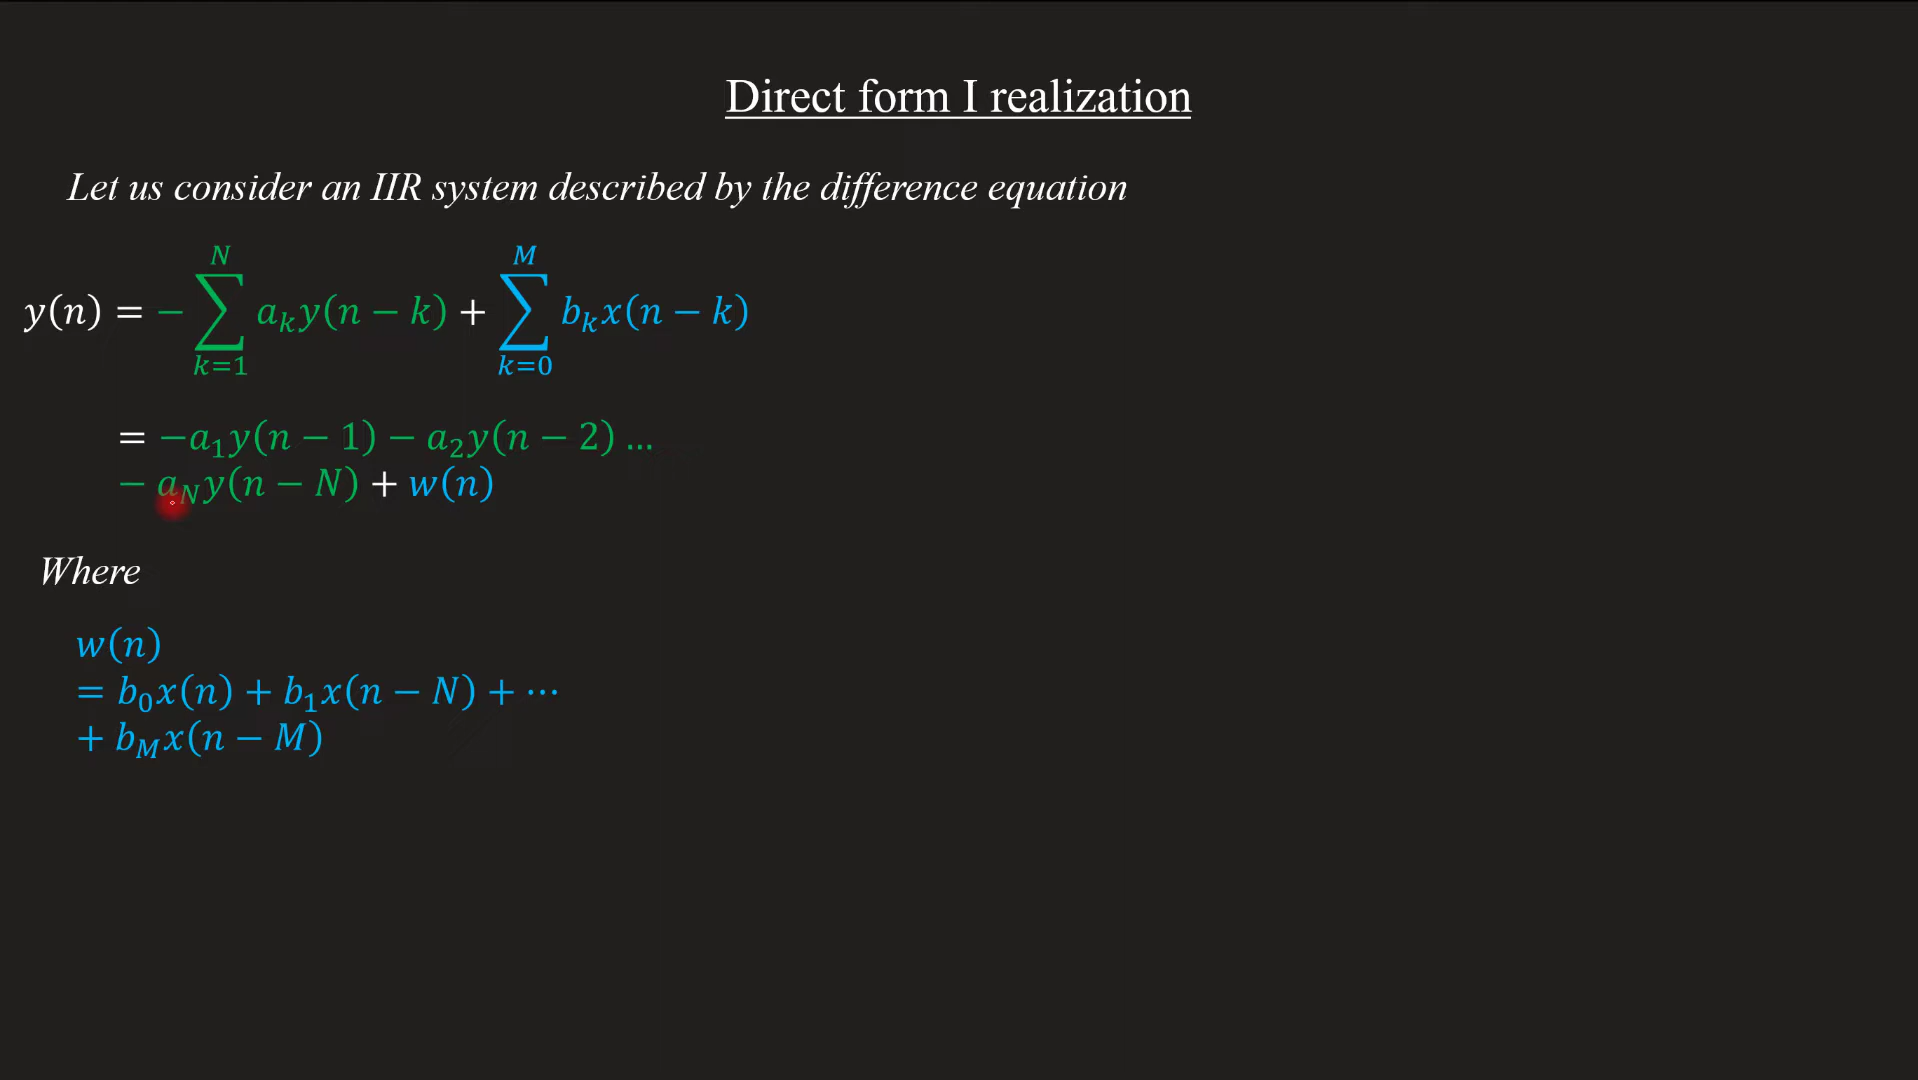 Direct form I realization
Let us consider an IIR system described by the difference equation
y(n) = − ∑_{k=1}^{N} a_k y(n − k) + ∑_{k=0}^{M} b_k x(n − k)
= −a_1 y(n − 1) − a_2 y(n − 2) ...
− a_N y(n − N) + w(n)
Where
w(n)
= b_0 x(n) + b_1 x(n − N) + ⋯
+ b_M x(n − M)